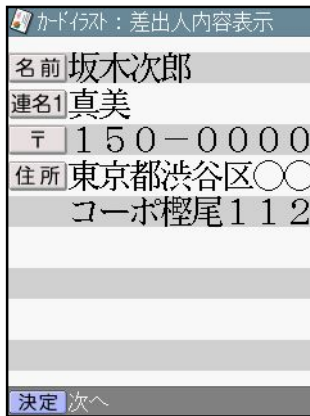 カードイラスト：差出人内容表示
名前 坂木次郎
連名1 真美
〒 １５０－００００
住所 東京都渋谷区○○
コーポ樫尾１１２
決定 次へ